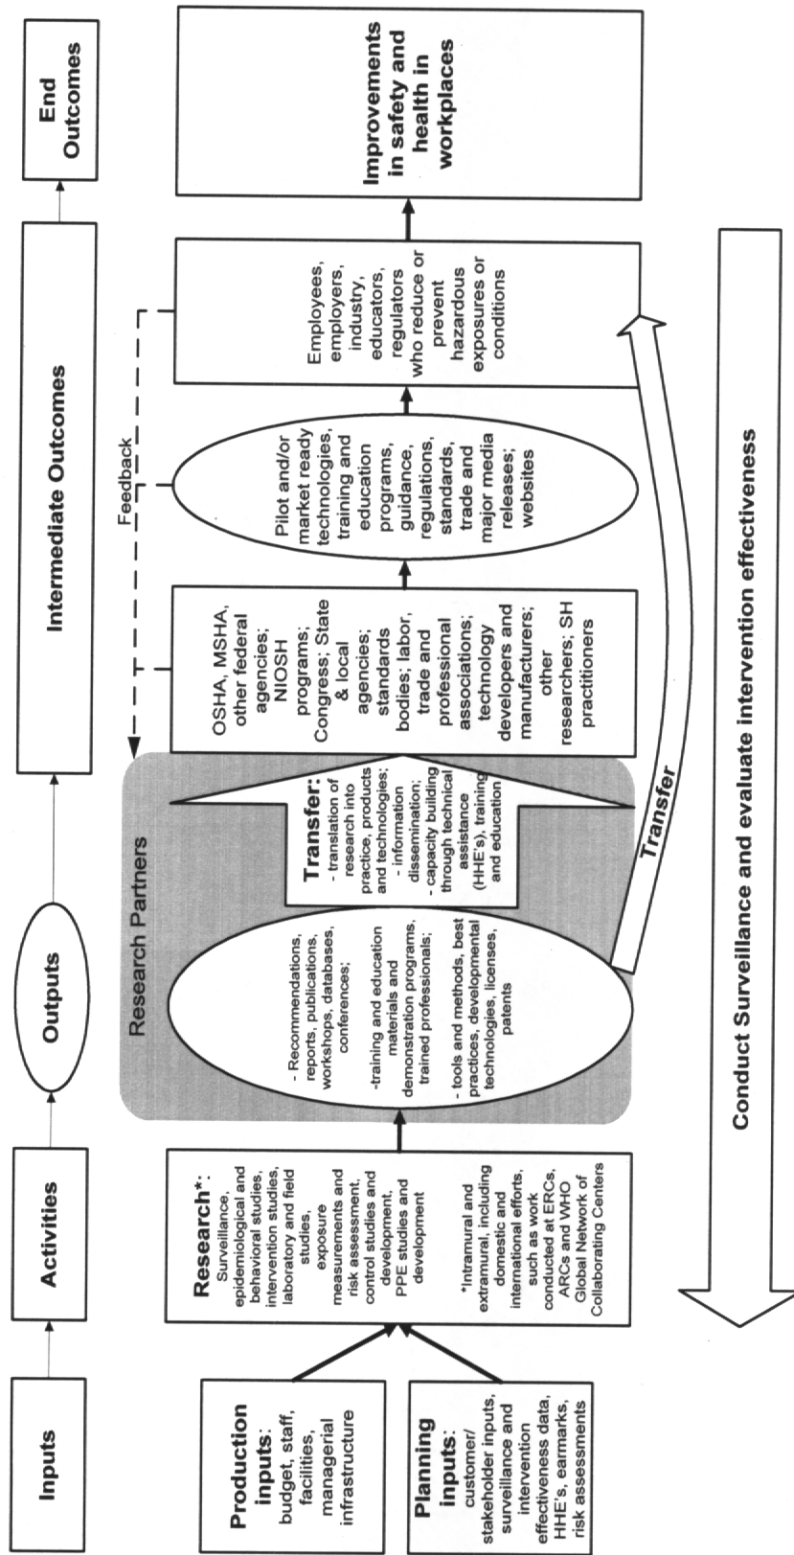 Inputs
Activities
Outputs
Intermediate Outcomes
End
Outcomes
Feedback
Production
inputs:
budget, staff,
facilities,
managerial
infrastructure
Planning
inputs:
customer/
stakeholder inputs,
surveillance and
intervention
effectiveness data,
HHE's, earmarks,
risk assessments
Research*:
Surveillance,
epidemiological and
behavioral studies,
intervention studies,
laboratory and field
studies,
exposure
measurements and
risk assessment,
control studies and
development,
PPE studies and
development
*Intramural and
extramural, including
domestic and
international efforts,
such as work
conducted at ERCs,
ARCs and WHO
Global Network of
Collaborating Centers
Research Partners
- Recommendations,
reports, publications,
workshops, databases,
conferences;
-training and education
materials and
demonstration programs,
trained professionals;
- tools and methods, best
practices, developmental
technologies, licenses,
patents
Transfer:
- translation of
research into
practice, products
and technologies;
- information
dissemination;
- capacity building
through technical
assistance
(HHE's), training
and education
OSHA, MSHA,
other federal
agencies;
NIOSH
programs;
Congress; State
& local
agencies;
standards
bodies; labor,
trade and
professional
associations;
technology
developers and
manufacturers;
other
researchers; SH
practitioners
Pilot and/or
market ready
technologies,
training and
education
programs,
guidance,
regulations,
standards,
trade and
major media
releases;
websites
Employees,
employers,
industry,
educators,
regulators
who reduce or
prevent
hazardous
exposures or
conditions
Improvements
in safety and
health in
workplaces
Transfer
Conduct Surveillance and evaluate intervention effectiveness